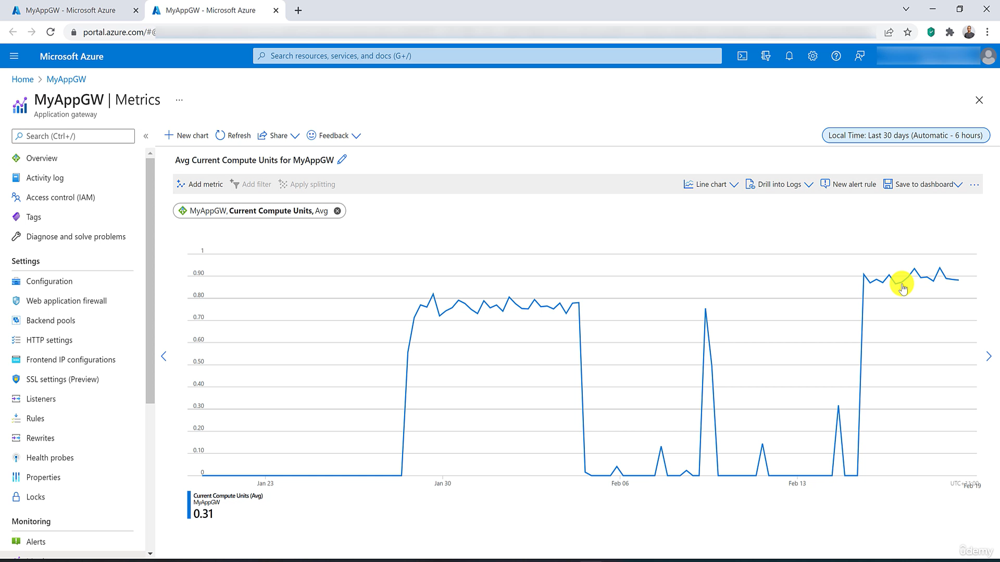 MyAppGW - Microsoft Azure
MyAppGW - Microsoft Azure
portal.azure.com/#@
Microsoft Azure
Search resources, services, and docs (G+/)
Home > MyAppGW
MyAppGW | Metrics ...
Application gateway
Search (Ctrl+/)
«
Overview
Activity log
Access control (IAM)
Tags
Diagnose and solve problems
Settings
Configuration
Web application firewall
Backend pools
HTTP settings
Frontend IP configurations
SSL settings (Preview)
Listeners
Rules
Rewrites
Health probes
Properties
Locks
Monitoring
Alerts
New chart Refresh Share Feedback
Local Time: Last 30 days (Automatic - 6 hours)
Avg Current Compute Units for MyAppGW
Add metric Add filter Apply splitting
Line chart Drill into Logs New alert rule Save to dashboard ...
MyAppGW, Current Compute Units, Avg
1
0.90
0.80
0.70
0.60
0.50
0.40
0.30
0.20
0.10
0
Jan 23 Jan 30 Feb 06 Feb 13 Feb 19
Current Compute Units (Avg)
MyAppGW
0.31
ûdemy